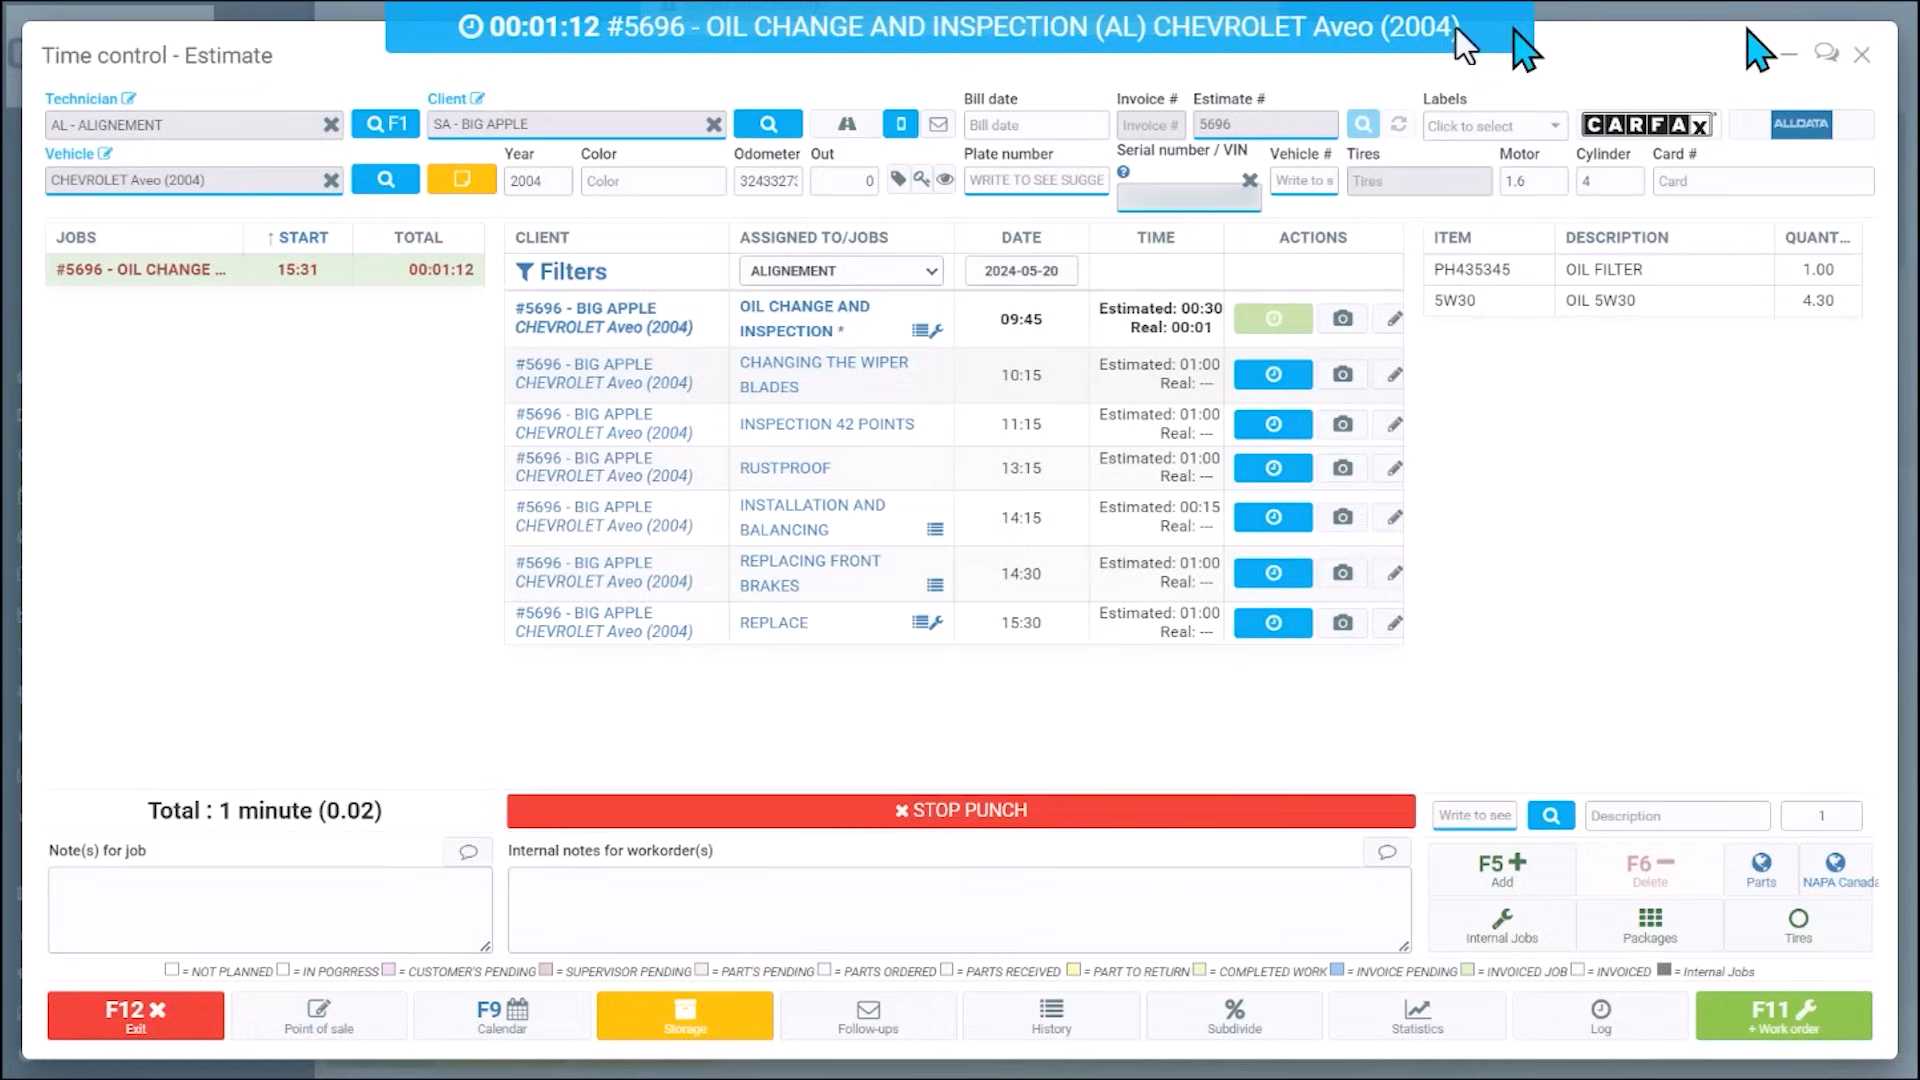 00:01:12 #5696 - OIL CHANGE AND INSPECTION (AL) CHEVROLET Aveo (2004)
Time control - Estimate
Technician
Client
Bill date
Invoice #
Estimate #
Labels
AL - ALIGNEMENT
F1
SA - BIG APPLE
Bill date
Invoice #
5696
Click to select
CARFAX
ALLDATA
Vehicle
Year
Color
Odometer
Out
Plate number
Serial number / VIN
Vehicle #
Tires
Motor
Cylinder
Card #
CHEVROLET Aveo (2004)
2004
Color
3243327
0
WRITE TO SEE SUGGE
Write to s
Tires
1.6
4
Card
JOBS
↑ START
TOTAL
#5696 - OIL CHANGE ...
15:31
00:01:12
CLIENT
ASSIGNED TO/JOBS
DATE
TIME
ACTIONS
Filters
ALIGNEMENT
2024-05-20
#5696 - BIG APPLE
CHEVROLET Aveo (2004)
OIL CHANGE AND
INSPECTION *
09:45
Estimated: 00:30
Real: 00:01
#5696 - BIG APPLE
CHEVROLET Aveo (2004)
CHANGING THE WIPER
BLADES
10:15
Estimated: 01:00
Real: ---
#5696 - BIG APPLE
CHEVROLET Aveo (2004)
INSPECTION 42 POINTS
11:15
Estimated: 01:00
Real: ---
#5696 - BIG APPLE
CHEVROLET Aveo (2004)
RUSTPROOF
13:15
Estimated: 01:00
Real: ---
#5696 - BIG APPLE
CHEVROLET Aveo (2004)
INSTALLATION AND
BALANCING
14:15
Estimated: 00:15
Real: ---
#5696 - BIG APPLE
CHEVROLET Aveo (2004)
REPLACING FRONT
BRAKES
14:30
Estimated: 01:00
Real: ---
#5696 - BIG APPLE
CHEVROLET Aveo (2004)
REPLACE
15:30
Estimated: 01:00
Real: ---
ITEM
DESCRIPTION
QUANT...
PH435345
OIL FILTER
1.00
5W30
OIL 5W30
4.30
Total : 1 minute (0.02)
STOP PUNCH
Write to see
Description
1
Note(s) for job
Internal notes for workorder(s)
F5
Add
F6
Delete
Parts
NAPA Canada
Internal Jobs
Packages
Tires
= NOT PLANNED = IN POGRRESS = CUSTOMER'S PENDING = SUPERVISOR PENDING = PART'S PENDING = PARTS ORDERED = PARTS RECEIVED = PART TO RETURN = COMPLETED WORK = INVOICE PENDING = INVOICED JOB = INVOICED = Internal Jobs
F12
Exit
Point of sale
F9
Calendar
Storage
Follow-ups
History
Subdivide
Statistics
Log
F11
+ Work order